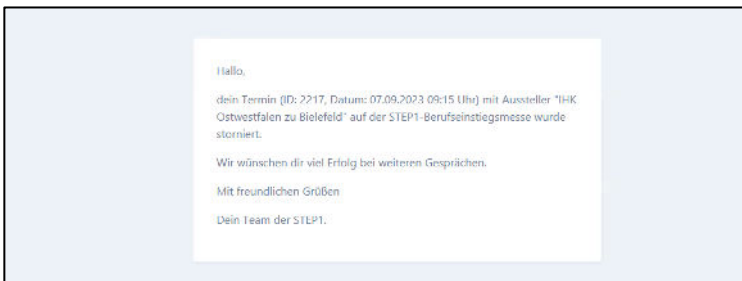 Hallo,
dein Termin (ID: 2217, Datum: 07.09.2023 09:15 Uhr) mit Aussteller "IHK
Ostwestfalen zu Bielefeld" auf der STEP1-Berufseinstiegsmesse wurde
storniert.
Wir wünschen dir viel Erfolg bei weiteren Gesprächen.
Mit freundlichen Grüßen
Dein Team der STEP1.